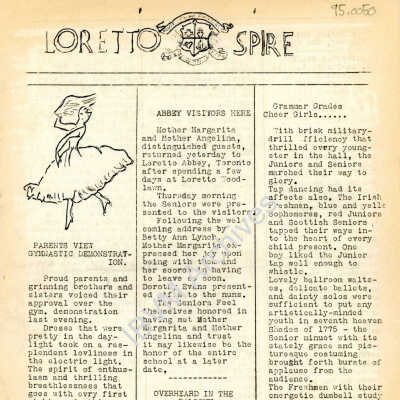 95.0050
LORETTO SPIRE
PARENTS VIEW
GYMNASTIC DEMONSTRAT-
ION.
Proud parents and
grinning brothers and
sisters voiced their
approval over the
gym. demonstration
last evening.
Dresses that were
pretty in the day-
light took on a res-
plendent loveliness in
the electric light.
The spirit of enthus-
iasm and thrilling
breathlessness that
goes with every first
ABBEY VISITORS HERE
Mother Margarita
and Mother Angelina,
distinguished guests,
returned yesterday to
Loretto Abbey, Toronto
after spending a few
days at Loretto Wood-
lawn.
Thursday morning
the Seniors were pre-
sented to the visitors
Following the wel-
coming address by
Betty Ann Lynch,
Mother Margarita ex-
pressed her joy upon
being with them and
her sorrow at having
to leave so soon.
Dorothy Evans present-
ed gifts to the nuns.
The Seniors feel
themselves honored in
having met Mother
Margarita and Mother
Angelina and trust
it may likewise be the
honor of the entire
school at a later
date.
OVERHEARD IN THE
Grammar Grades
Cheer Girls......
With brisk military-
drill efficiency that
thrilled every young-
ster in the hall, the
Juniors and Seniors
marched their way to
glory.
Tap dancing had its
affects also. The Irish
Freshmen, blue and yellow
Sophomores, red Juniors
and Scottish Seniors
tapped their ways in-
to the heart of every
child present. One
boy liked the Junior
Tap well enough to
whistle.
Lovely ballroom waltz-
es, delicate ballets,
and dainty solos were
sufficient to put any
artistically-minded
youth in seventh heaven
Shades of 1775 - the
Senior minuet with its
stately grace and pic-
turesque costuming
brought forth bursts of
applause from the
audience.
The Freshmen with their
energetic dumbell study